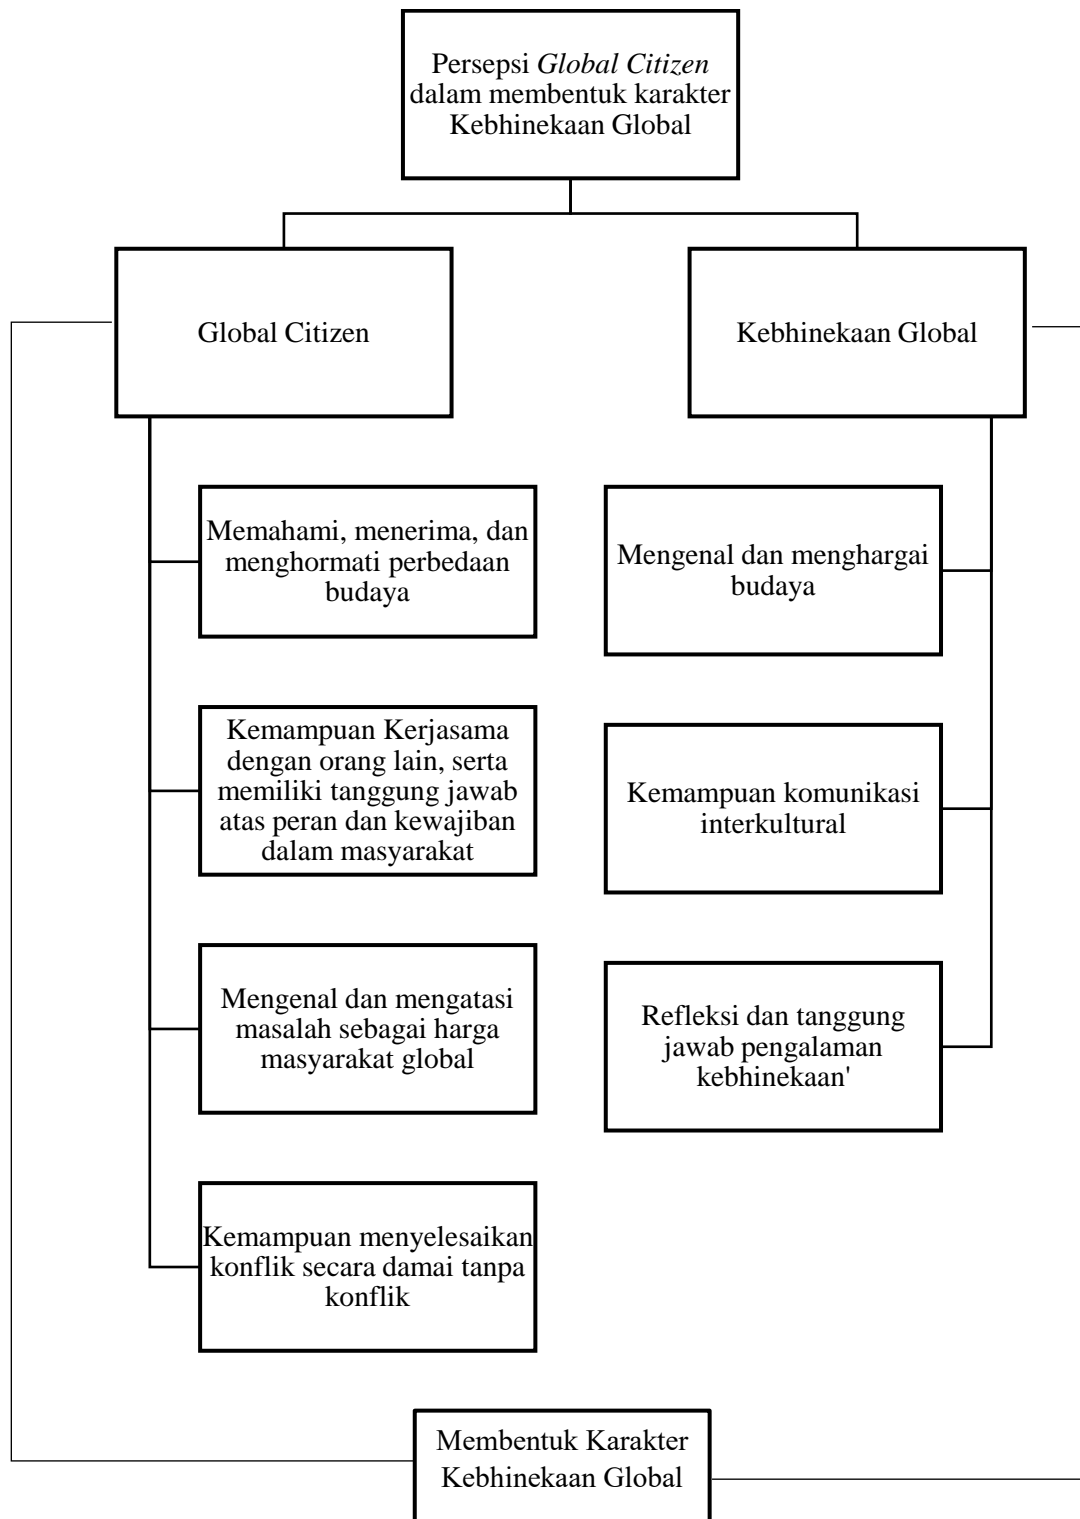 Persepsi Global Citizen
dalam membentuk karakter
Kebhinekaan Global
Global Citizen
Kebhinekaan Global
Memahami, menerima, dan
menghormati perbedaan
budaya
Kemampuan Kerjasama
dengan orang lain, serta
memiliki tanggung jawab
atas peran dan kewajiban
dalam masyarakat
Mengenal dan mengatasi
masalah sebagai harga
masyarakat global
Kemampuan menyelesaikan
konflik secara damai tanpa
konflik
Mengenal dan menghargai
budaya
Kemampuan komunikasi
interkultural
Refleksi dan tanggung
jawab pengalaman
kebhinekaan'
Membentuk Karakter
Kebhinekaan Global